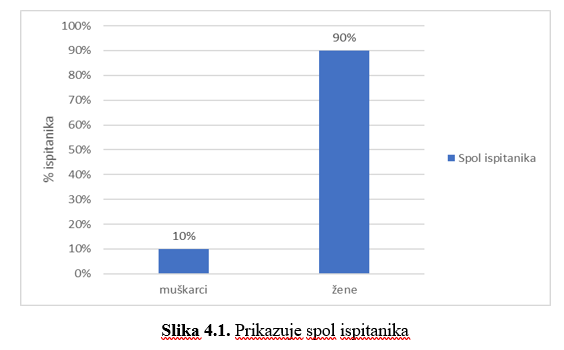 100%
90%
80%
70%
60%
50%
40%
30%
20%
10%
0%
% ispitanika
10%
90%
muškarci
žene
Spol ispitanika
Slika 4.1. Prikazuje spol ispitanika